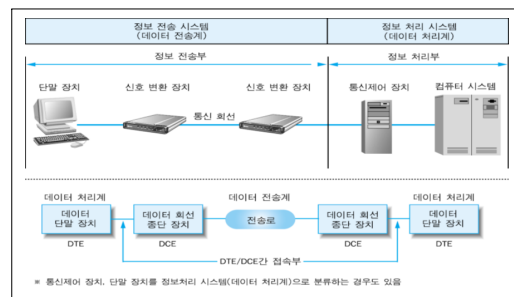 정보 전송 시스템 정보 처리 시스템
(데이터 전송계) (데이터 처리계)
정보 전송부 정보 처리부
단말 장치 신호 변환 장치 신호 변환 장치 통신제어 장치 컴퓨터 시스템
통신 회선
데이터 처리계 데이터 전송계 데이터 처리계
데이터 데이터 회선 전송로 데이터 회선 데이터
단말 장치 종단 장치 종단 장치 단말 장치
DTE DCE DCE DTE
DTE/DCE간 접속부
※ 통신제어 장치, 단말 장치를 정보처리 시스템(데이터 처리계)으로 분류하는 경우도 있음